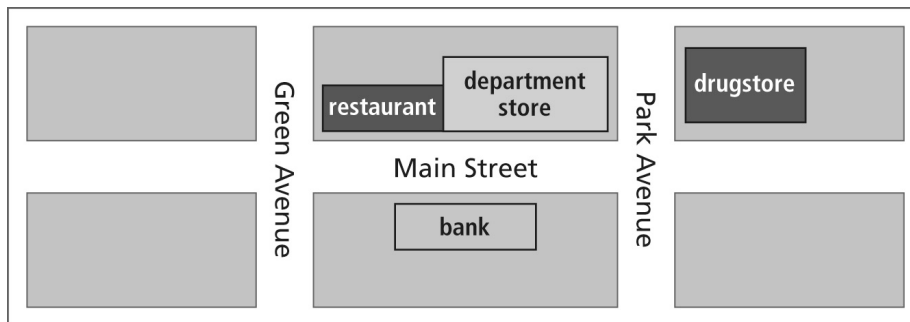 Green Avenue
restaurant
department
store
Park Avenue
drugstore
Main Street
bank